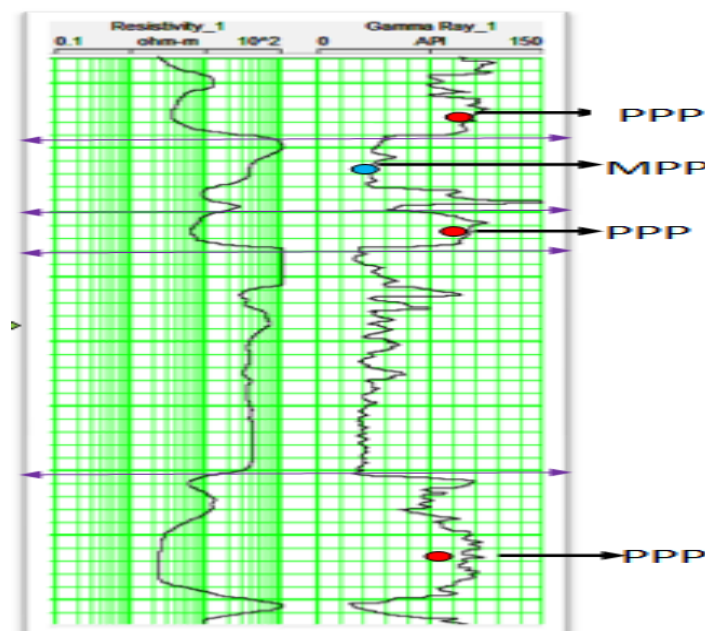 Resistivity_1 Gamma Ray_1
0.1 ohm-m 10^2 0 API 150
PPP
MPP
PPP
PPP